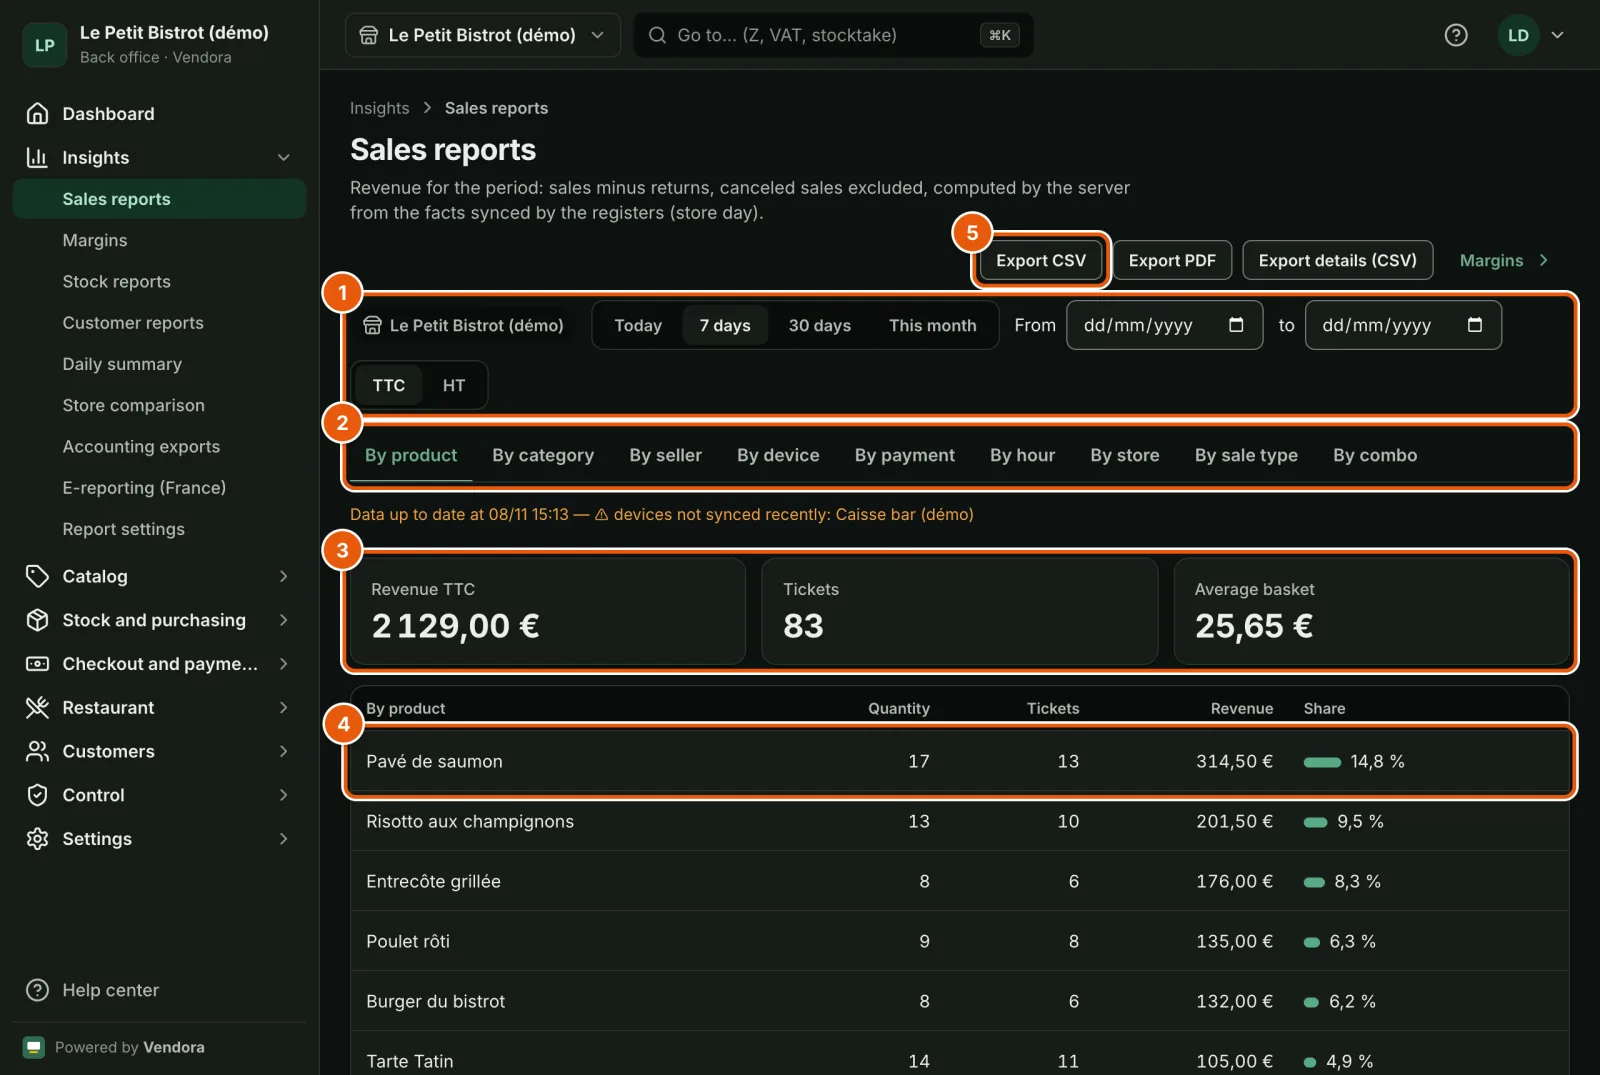 LP
Le Petit Bistrot (démo)
Back office · Vendora
Le Petit Bistrot (démo)
Go to... (Z, VAT, stocktake)
⌘K
LD
Dashboard
Insights
Sales reports
Margins
Stock reports
Customer reports
Daily summary
Store comparison
Accounting exports
E-reporting (France)
Report settings
Catalog
Stock and purchasing
Checkout and payme...
Restaurant
Customers
Control
Settings
Help center
Powered by Vendora
Insights > Sales reports
Sales reports
Revenue for the period: sales minus returns, canceled sales excluded, computed by the server
from the facts synced by the registers (store day).
5
Export CSV
Export PDF
Export details (CSV)
Margins
1
Le Petit Bistrot (démo)
Today
7 days
30 days
This month
From
dd/mm/yyyy
to
dd/mm/yyyy
TTC
HT
2
By product
By category
By seller
By device
By payment
By hour
By store
By sale type
By combo
Data up to date at 08/11 15:13 — ⚠ devices not synced recently: Caisse bar (démo)
3
Revenue TTC
2 129,00 €
Tickets
83
Average basket
25,65 €
By product Quantity Tickets Revenue Share
4
Pavé de saumon 17 13 314,50 € 14,8 %
Risotto aux champignons 13 10 201,50 € 9,5 %
Entrecôte grillée 8 6 176,00 € 8,3 %
Poulet rôti 9 8 135,00 € 6,3 %
Burger du bistrot 8 6 132,00 € 6,2 %
Tarte Tatin 14 11 105,00 € 4,9 %